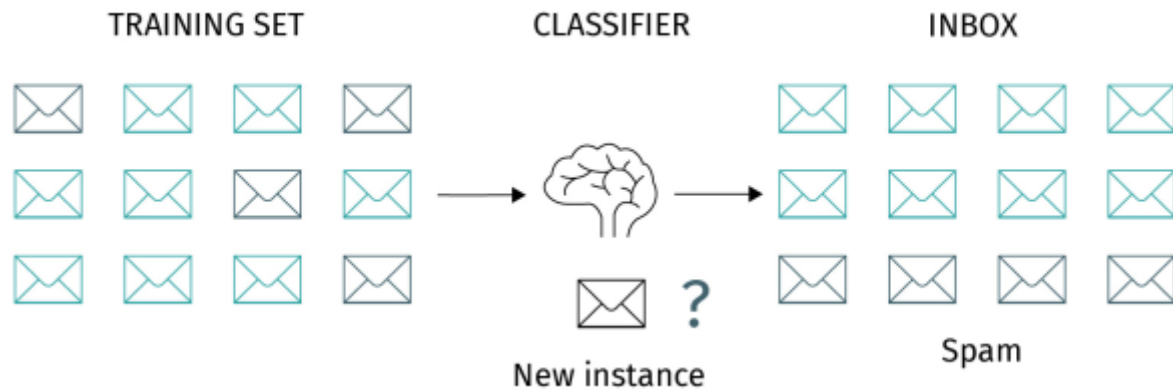 TRAINING SET
CLASSIFIER
INBOX
?
New instance
Spam